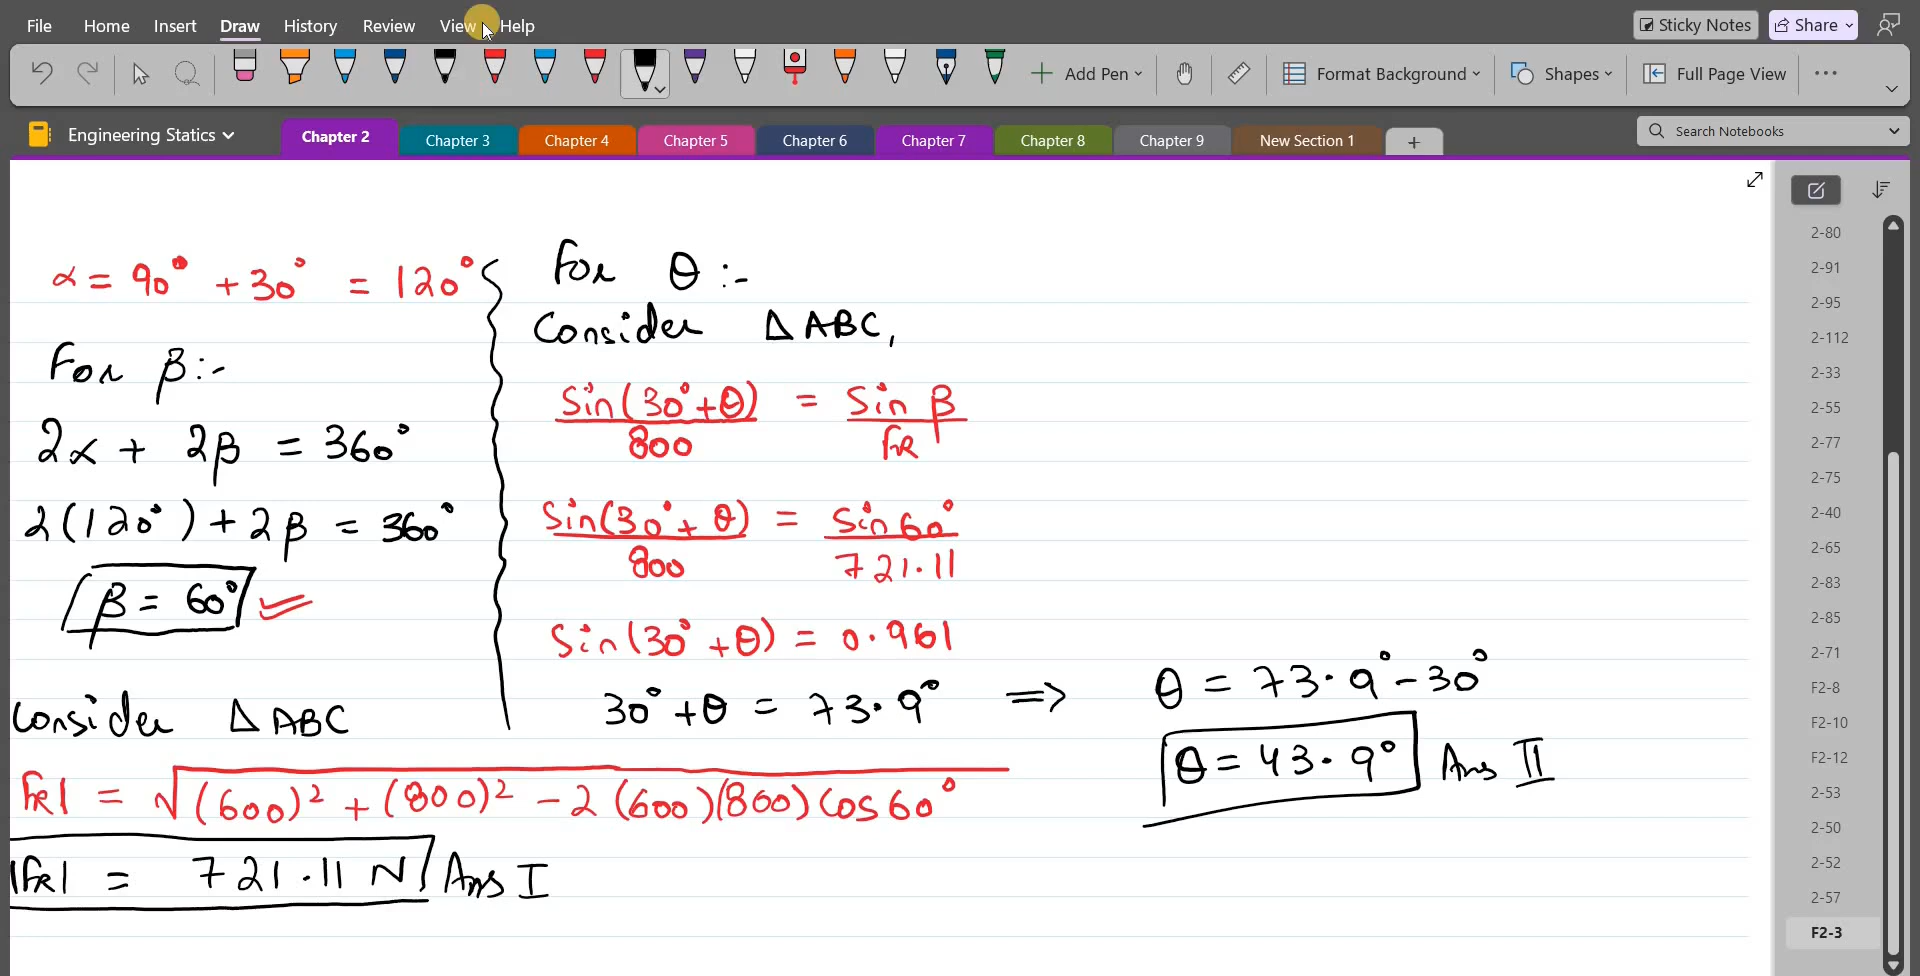 File Home Insert Draw History Review View Help Sticky Notes Share
Add Pen Format Background Shapes Full Page View
Engineering Statics Chapter 2 Chapter 3 Chapter 4 Chapter 5 Chapter 6 Chapter 7 Chapter 8 Chapter 9 New Section 1 + Search Notebooks
α = 90° + 30° = 120°
For β :-
2α + 2β = 360°
2(120°) + 2β = 360°
β = 60°
Consider △ABC
FR| = √(600)² + (800)² - 2(600)(800) cos 60°
|FR| = 721.11 N Ans I
For θ :-
Consider △ABC,
Sin(30°+θ)/800 = Sin β/FR
Sin(30°+θ)/800 = Sin 60°/721.11
Sin(30°+θ) = 0.961
30°+θ = 73.9° ⇒ θ = 73.9° - 30°
θ = 43.9° Ans II
2-80
2-91
2-95
2-112
2-33
2-55
2-77
2-75
2-40
2-65
2-83
2-85
2-71
F2-8
F2-10
F2-12
2-53
2-50
2-52
2-57
F2-3